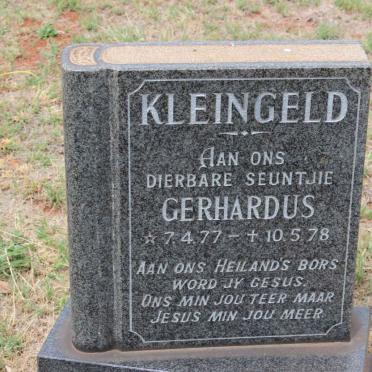 KLEINGELD
AAN ONS
DIERBARE SEUNTJIE
GERHARDUS
☆ 7.4.77 – ✝ 10.5.78
AAN ONS HEILAND'S BORS
WORD JY GESUS.
ONS MIN JOU TEER MAAR
JESUS MIN JOU MEER